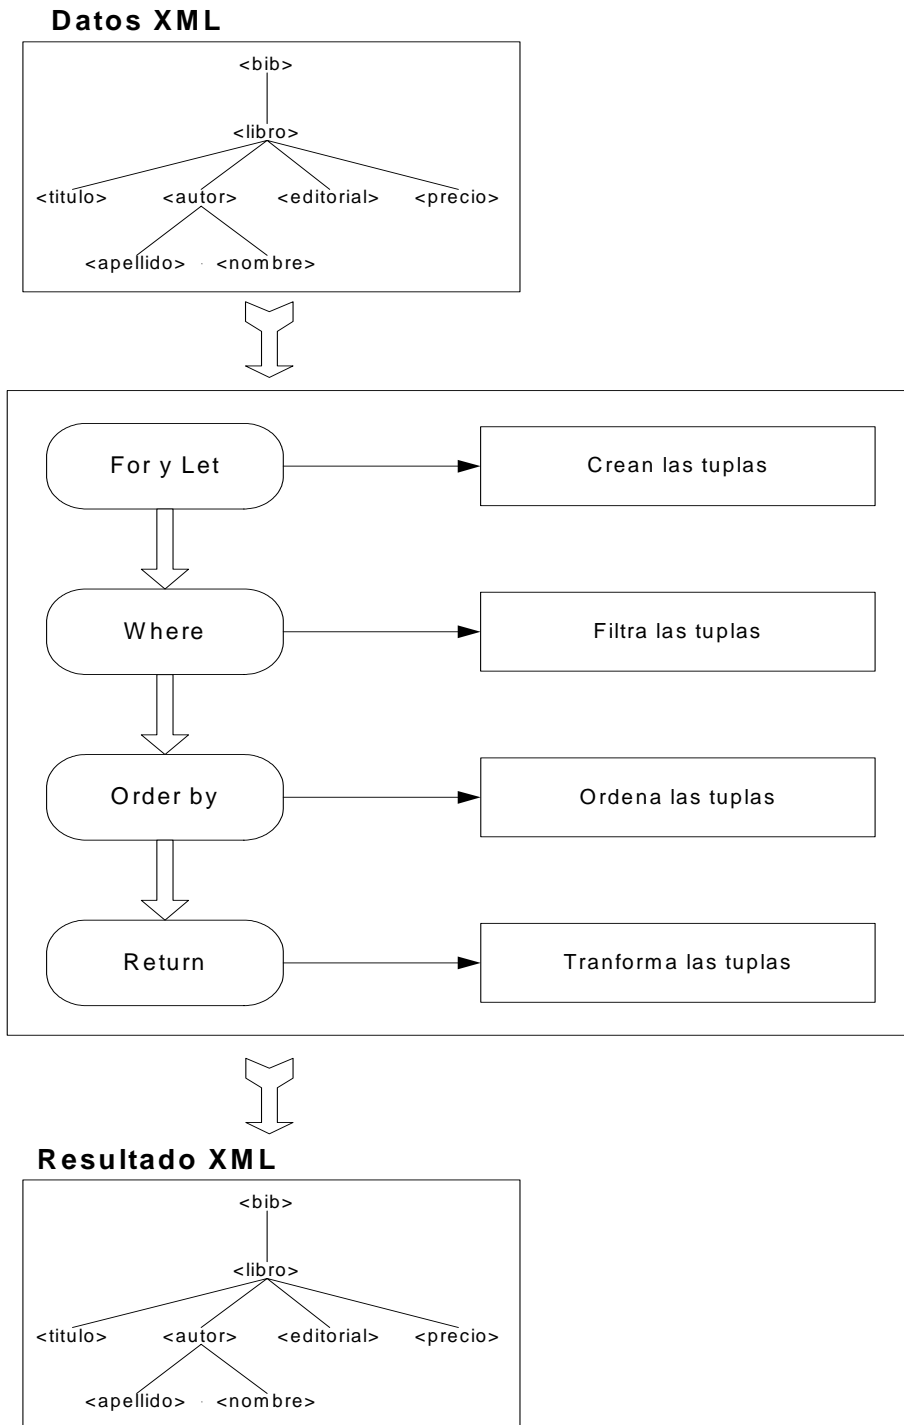 Datos XML
<bib>
<libro>
<titulo> <autor> <editorial> <precio>
<apellido> <nombre>
For y Let
Crean las tuplas
Where
Filtra las tuplas
Order by
Ordena las tuplas
Return
Tranforma las tuplas
Resultado XML
<bib>
<libro>
<titulo> <autor> <editorial> <precio>
<apellido> <nombre>